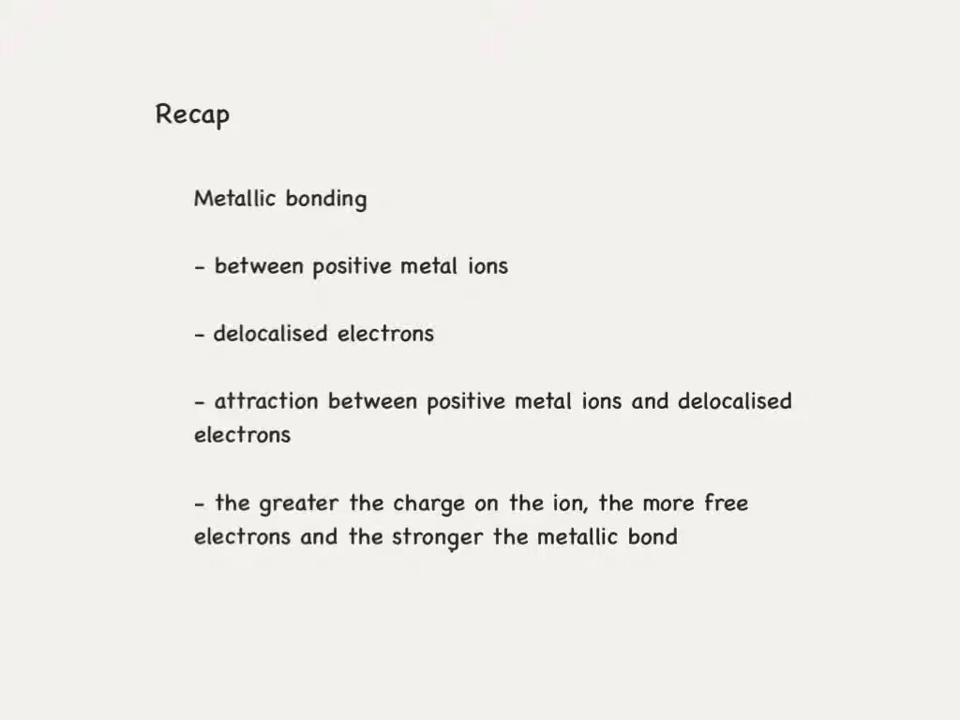 Recap
Metallic bonding
- between positive metal ions
- delocalised electrons
- attraction between positive metal ions and delocalised
electrons
- the greater the charge on the ion, the more free
electrons and the stronger the metallic bond